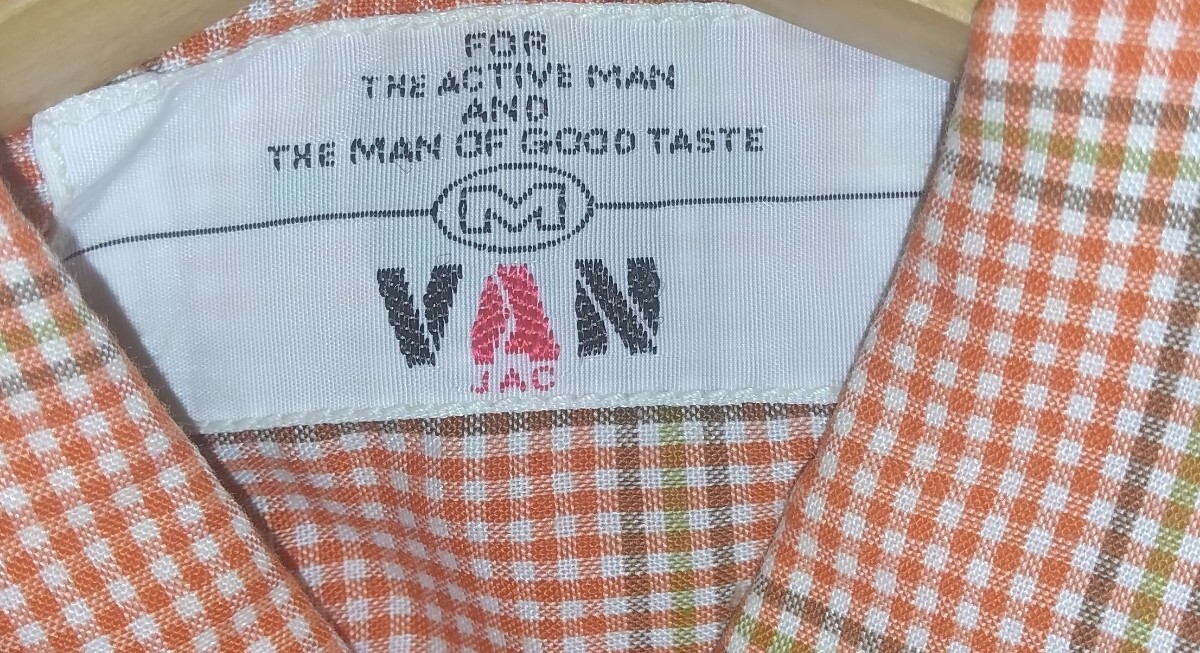 FOR
THE ACTIVE MAN
AND
THE MAN OF GOOD TASTE
M
VAN
JAC